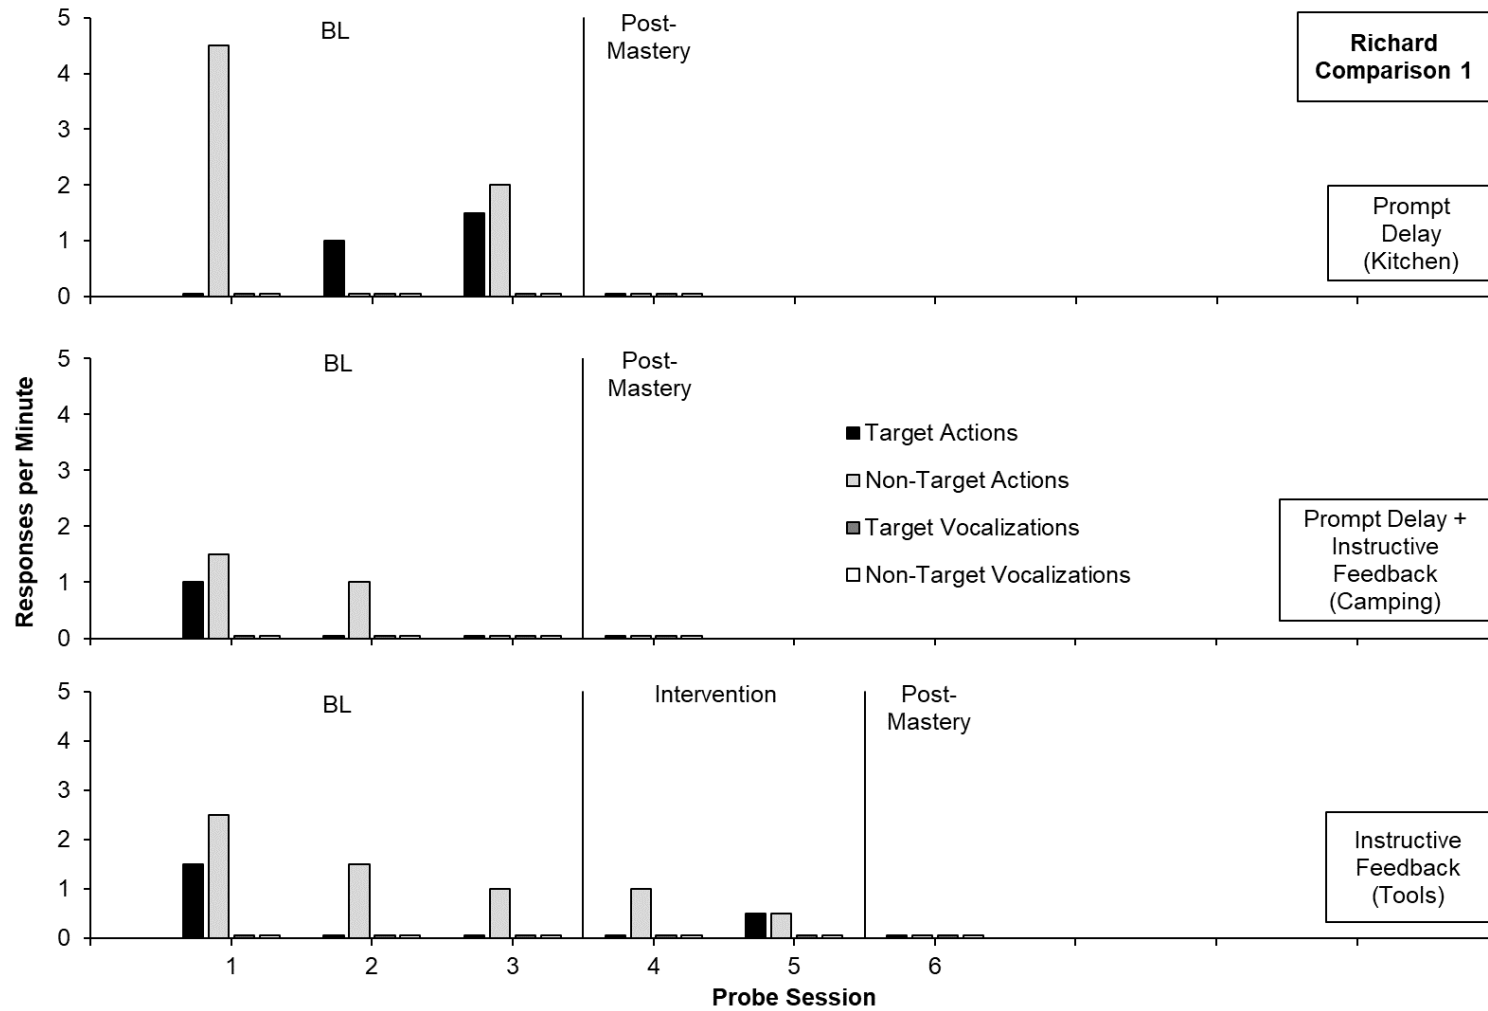 5
4
3
2
1
0
BL
Post-
Mastery
Richard
Comparison 1
Prompt
Delay
(Kitchen)
Responses per Minute
5
4
3
2
1
0
BL
Post-
Mastery
Target Actions
Non-Target Actions
Target Vocalizations
Non-Target Vocalizations
Prompt Delay +
Instructive
Feedback
(Camping)
5
4
3
2
1
0
BL
Intervention
Post-
Mastery
Instructive
Feedback
(Tools)
1 2 3 4 5 6
Probe Session